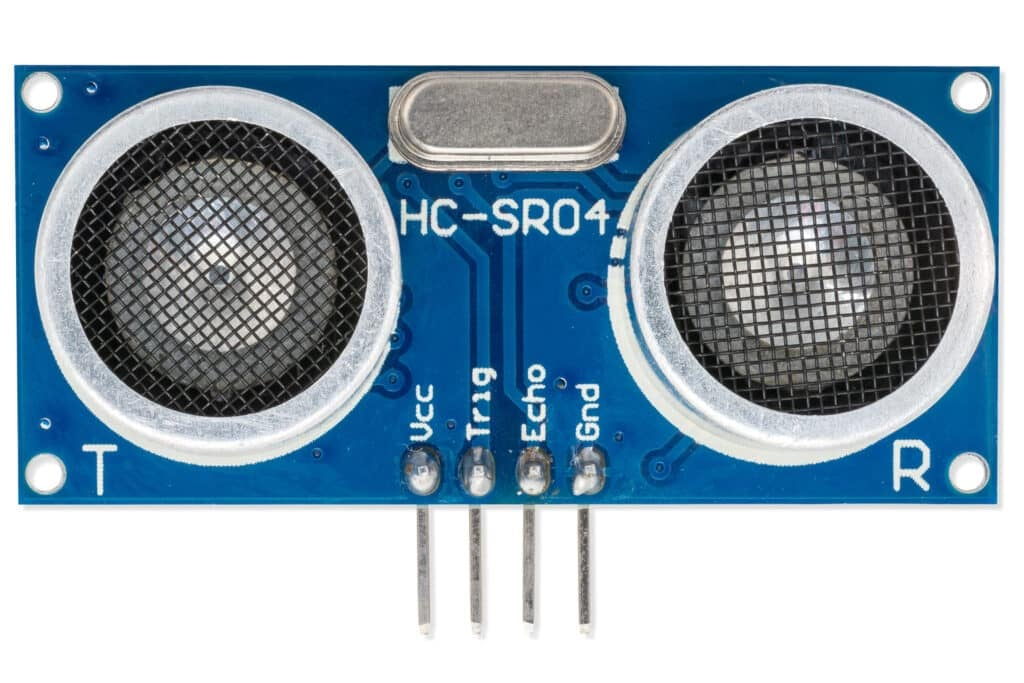 HC-SR04
Vcc
Trig
Echo
Gnd
T
R